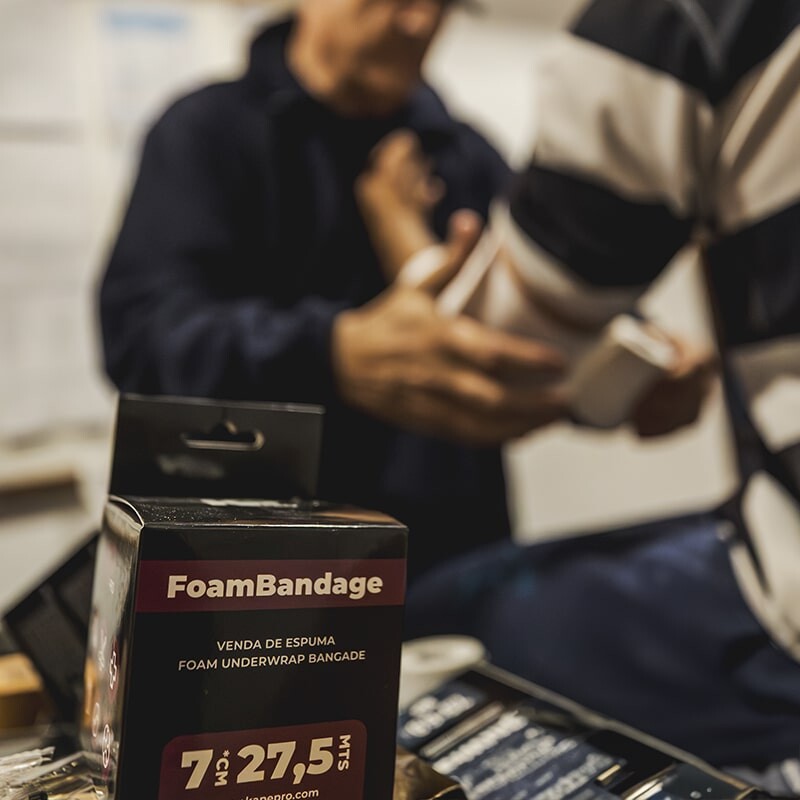 FoamBandage
VENDA DE ESPUMA
FOAM UNDERWRAP BANGADE
7*CM 27,5 MTS